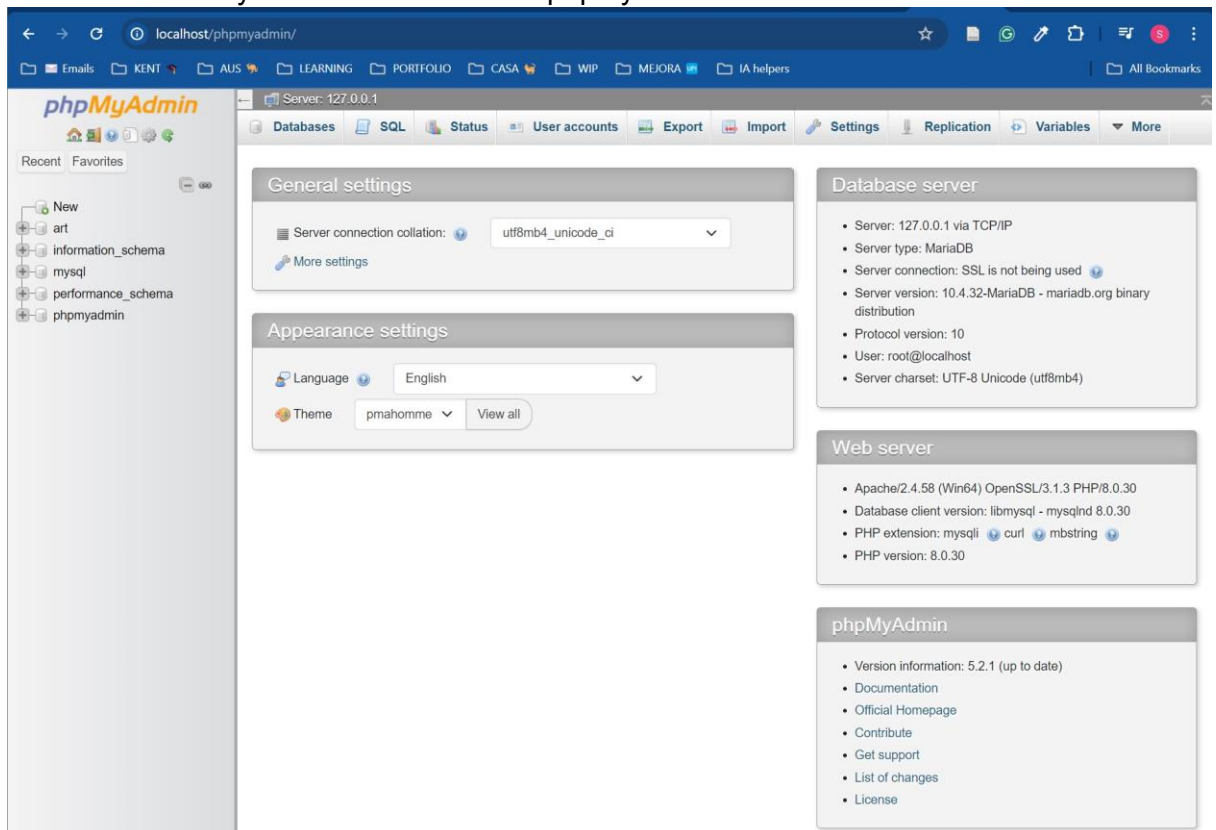 localhost/phpmyadmin/
S
Emails KENT AUS LEARNING PORTFOLIO CASA WIP MEJORA IA helpers All Bookmarks
phpMyAdmin
Recent Favorites
New
art
information_schema
mysql
performance_schema
phpmyadmin
Server: 127.0.0.1
Databases SQL Status User accounts Export Import Settings Replication Variables More
General settings
Server connection collation: utf8mb4_unicode_ci
More settings
Appearance settings
Language English
Theme pmahomme View all
Database server
• Server: 127.0.0.1 via TCP/IP
• Server type: MariaDB
• Server connection: SSL is not being used
• Server version: 10.4.32-MariaDB - mariadb.org binary
distribution
• Protocol version: 10
• User: root@localhost
• Server charset: UTF-8 Unicode (utf8mb4)
Web server
• Apache/2.4.58 (Win64) OpenSSL/3.1.3 PHP/8.0.30
• Database client version: libmysql - mysqlnd 8.0.30
• PHP extension: mysqli curl mbstring
• PHP version: 8.0.30
phpMyAdmin
• Version information: 5.2.1 (up to date)
• Documentation
• Official Homepage
• Contribute
• Get support
• List of changes
• License